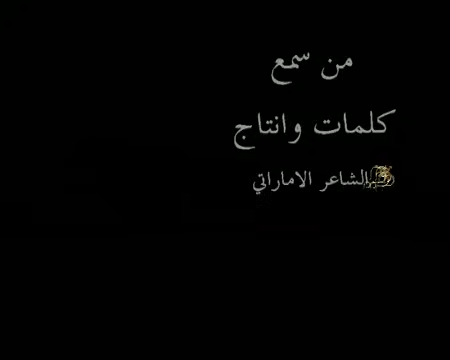 من سمع
كلمات وانتاج
الشاعر الاماراتي